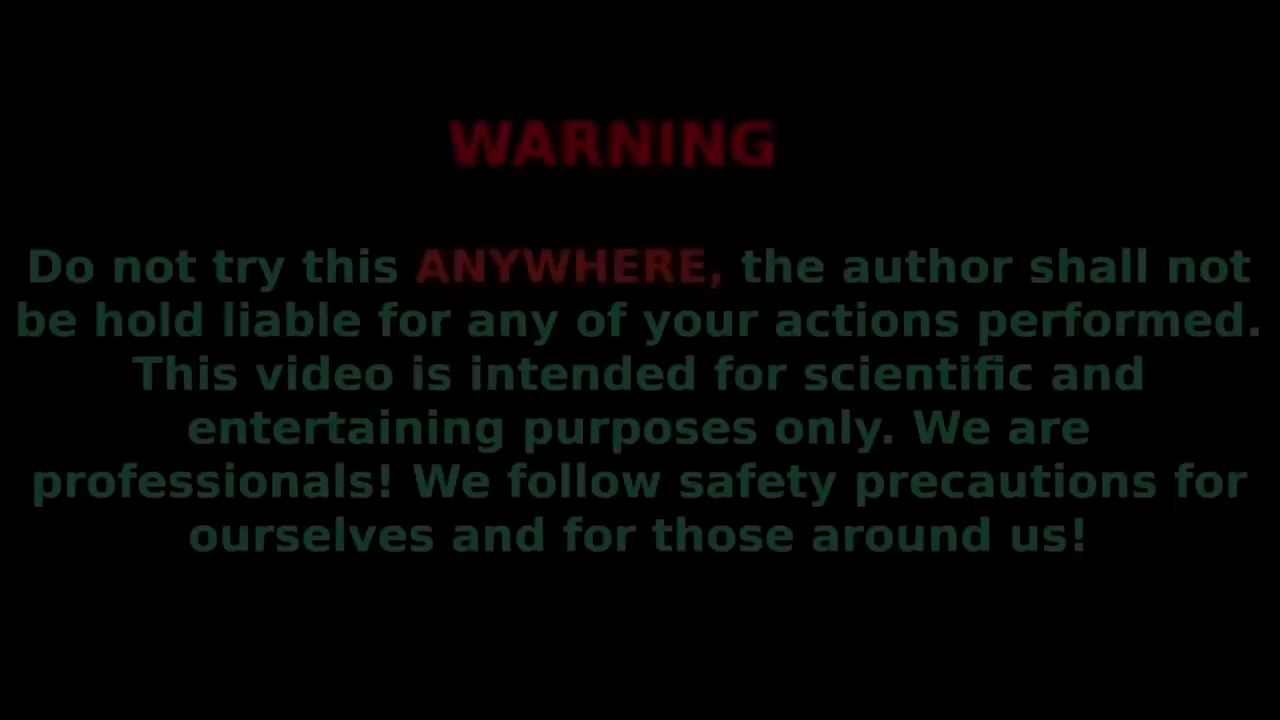 WARNING
Do not try this ANYWHERE, the author shall not
be hold liable for any of your actions performed.
This video is intended for scientific and
entertaining purposes only. We are
professionals! We follow safety precautions for
ourselves and for those around us!